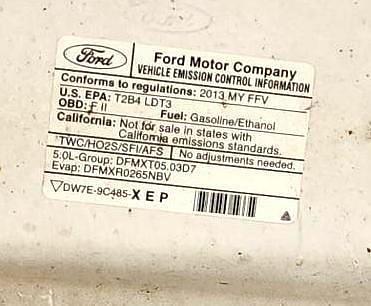 Ford
Ford Motor Company
VEHICLE EMISSION CONTROL INFORMATION
Conforms to regulations: 2013 MY FFV
U.S. EPA: T2B4 LDT3
OBD: F II Fuel: Gasoline/Ethanol
California: Not for sale in states with
California emissions standards.
TWC/HO2S/SFI/AFS No adjustments needed.
5.0L-Group: DFMXT05.03D7
Evap: DFMXR0265NBV
▽DW7E-9C485-XEP